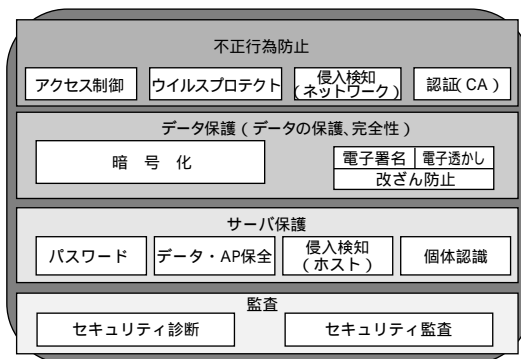 不正行為防止
アクセス制御
ウイルスプロテクト
侵入検知
(ネットワーク)
認証(CA)
データ保護(データの保護、完全性)
暗 号 化
電子署名
電子透かし
改ざん防止
サーバ保護
パスワード
データ・AP保全
侵入検知
(ホスト)
個体認識
監査
セキュリティ診断
セキュリティ監査